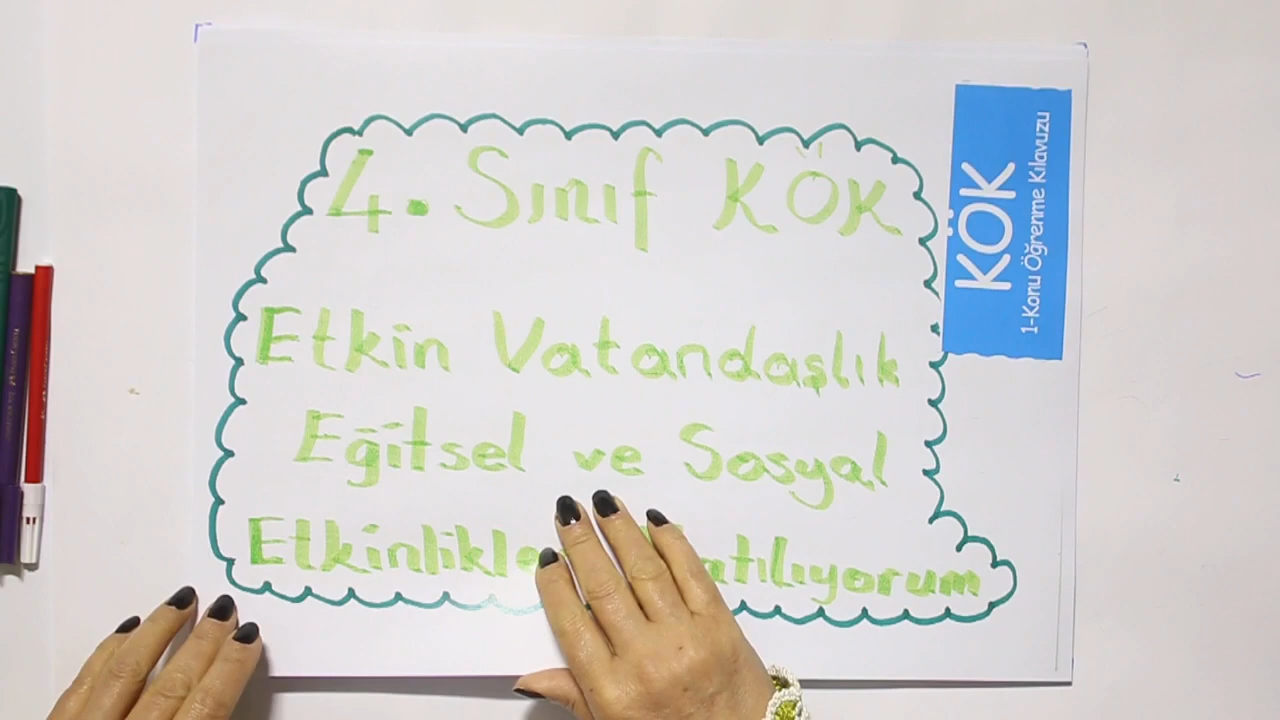 4. Sınıf KÖK
Etkin Vatandaşlık
Eğitsel ve Sosyal
KÖK
1-Konu Öğrenme Kılavuzu